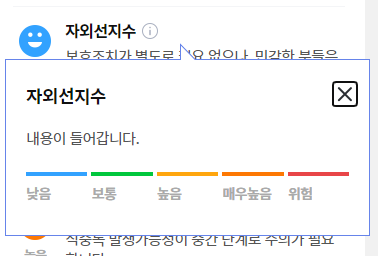 자외선지수
보호조치가 별도로 필요 없으나, 민감한 분들은
자외선지수
내용이 들어갑니다.
낮음 보통 높음 매우높음 위험
식중독 발생가능성이 중간 단계로 주의가 필요
높음